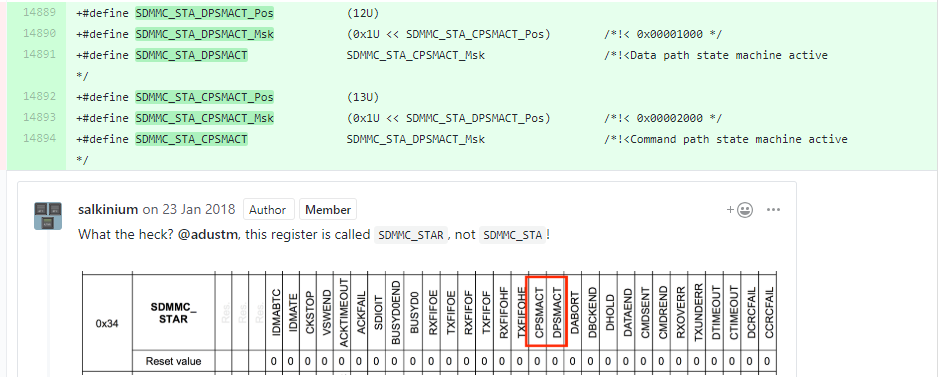 14889 +#define SDMMC_STA_DPSMACT_Pos (12U)
14890 +#define SDMMC_STA_DPSMACT_Msk (0x1U << SDMMC_STA_CPSMACT_Pos) /*!< 0x00001000 */
14891 +#define SDMMC_STA_DPSMACT SDMMC_STA_CPSMACT_Msk /*!<Data path state machine active
*/
14892 +#define SDMMC_STA_CPSMACT_Pos (13U)
14893 +#define SDMMC_STA_CPSMACT_Msk (0x1U << SDMMC_STA_DPSMACT_Pos) /*!< 0x00002000 */
14894 +#define SDMMC_STA_CPSMACT SDMMC_STA_DPSMACT_Msk /*!<Command path state machine active
*/
salkinium on 23 Jan 2018 Author Member
What the heck? @adustm, this register is called SDMMC_STAR, not SDMMC_STA!
0x34
SDMMC_
STAR
Res.
Res.
Res.
IDMABTC
IDMATE
CKSTOP
VSWEND
ACKTIMEOUT
ACKFAIL
SDIOIT
BUSYD0END
BUSYD0
RXFIFOE
TXFIFOE
RXFIFOF
TXFIFOF
RXFIFOHF
TXFIFOHE
CPSMACT
DPSMACT
DABORT
DBCKEND
DHOLD
DATAEND
CMDSENT
CMDREND
RXOVERR
TXUNDERR
DTIMEOUT
CTIMEOUT
DCRCFAIL
CCRCFAIL
Reset value 0 0 0 0 0 0 0 0 0 0 0 0 0 0 0 0 0 0 0 0 0 0 0 0 0 0 0 0 0